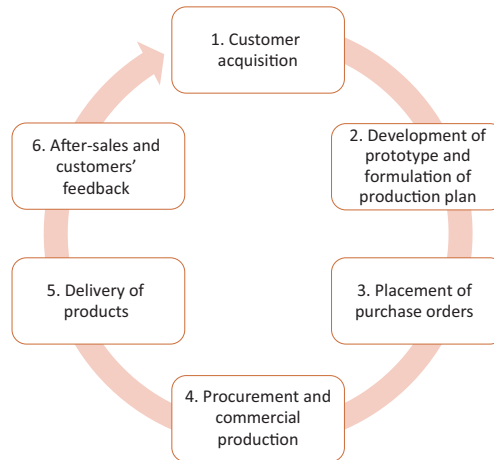 1. Customer
acquisition
2. Development of
prototype and
formulation of
production plan
3. Placement of
purchase orders
4. Procurement and
commercial
production
5. Delivery of
products
6. After-sales and
customers’
feedback